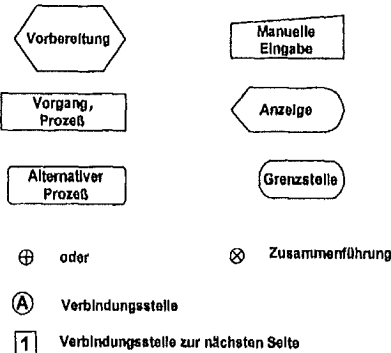 Vorbereitung
Manuelle
Eingabe
Vorgang,
Prozeß
Anzeige
Alternativer
Prozeß
Grenzstelle
oder
Zusammenführung
A Verbindungsstelle
1 Verbindungsstelle zur nächsten Seite